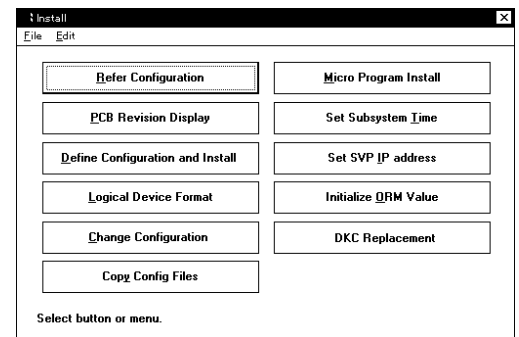 Install
File Edit
Refer Configuration
Micro Program Install
PCB Revision Display
Set Subsystem Time
Define Configuration and Install
Set SVP IP address
Logical Device Format
Initialize ORM Value
Change Configuration
DKC Replacement
Copy Config Files
Select button or menu.